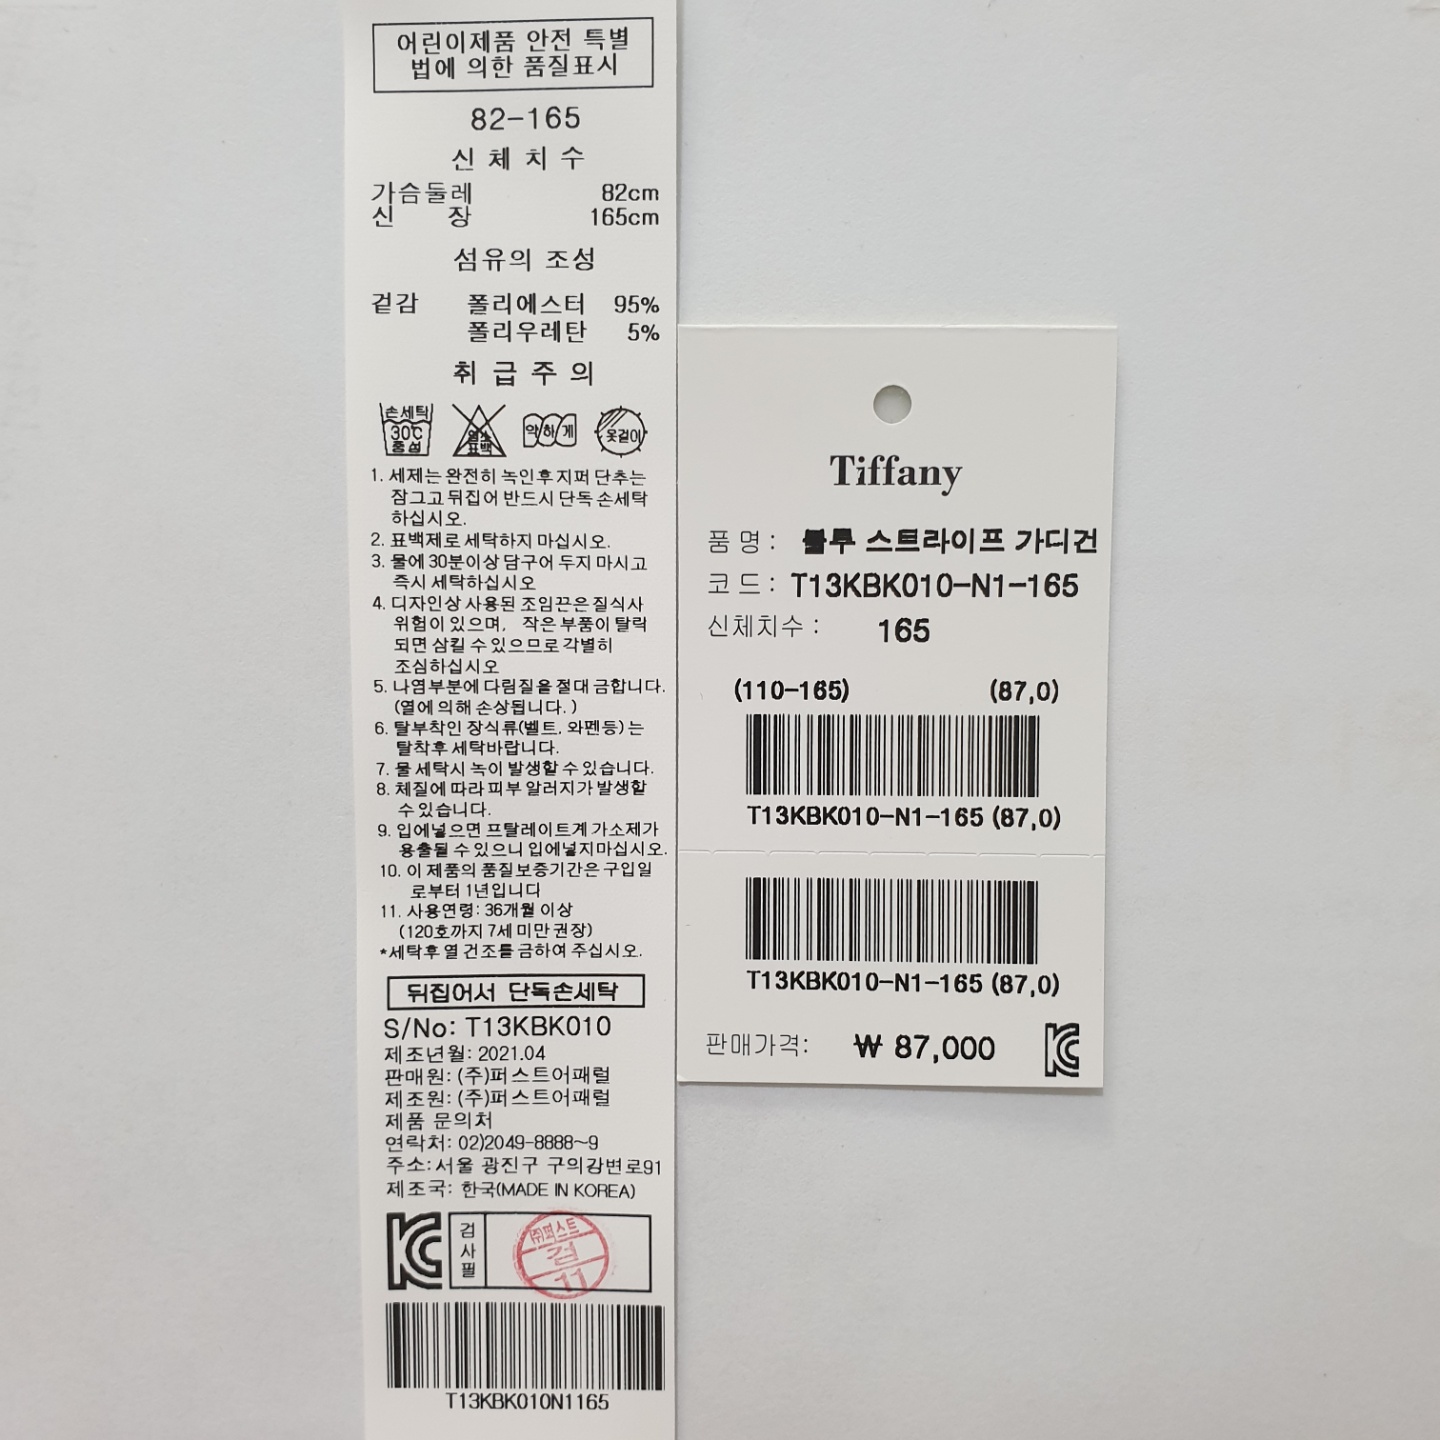 어린이제품 안전 특별
법에 의한 품질표시
82-165
신 체 치 수
가슴둘레 82cm
신 장 165cm
섬유의 조성
겉감 폴리에스터 95%
폴리우레탄 5%
취 급 주 의
손세탁
30℃
중성
염소
표백
약하게
옷걸이
1. 세제는 완전히 녹인후 지퍼 단추는
잠그고 뒤집어 반드시 단독 손세탁
하십시오.
2. 표백제로 세탁하지 마십시오.
3. 물에 30분이상 담구어 두지 마시고
즉시 세탁하십시오
4. 디자인상 사용된 조임끈은 질식사
위험이 있으며, 작은 부품이 탈락
되면 삼킬 수 있으므로 각별히
조심하십시오
5. 나염부분에 다림질을 절대 금합니다.
(열에 의해 손상됩니다.)
6. 탈부착인 장식류(벨트, 와펜등) 는
탈착후 세탁바랍니다.
7. 물 세탁시 녹이 발생할 수 있습니다.
8. 체질에 따라 피부 알러지가 발생할
수 있습니다.
9. 입에넣으면 프탈레이트계 가소제가
용출될 수 있으니 입에넣지마십시오.
10. 이 제품의 품질보증기간은 구입일
로부터 1년입니다
11. 사용연령: 36개월 이상
(120호까지 7세 미만 권장)
*세탁후 열 건조를 금하여 주십시오.
뒤집어서 단독손세탁
S/No: T13KBK010
제조년월: 2021.04
판매원: (주)퍼스트어패럴
제조원: (주)퍼스트어패럴
제품 문의처
연락처: 02)2049-8888~9
주소:서울 광진구 구의강변로91
제조국: 한국(MADE IN KOREA)
KC
검사필
㈜퍼스트
검
11
T13KBK010N1165
Tiffany
품 명 : 블루 스트라이프 가디건
코 드 : T13KBK010-N1-165
신체치수 : 165
(110-165) (87,0)
T13KBK010-N1-165 (87,0)
T13KBK010-N1-165 (87,0)
판매가격: ₩ 87,000
KC